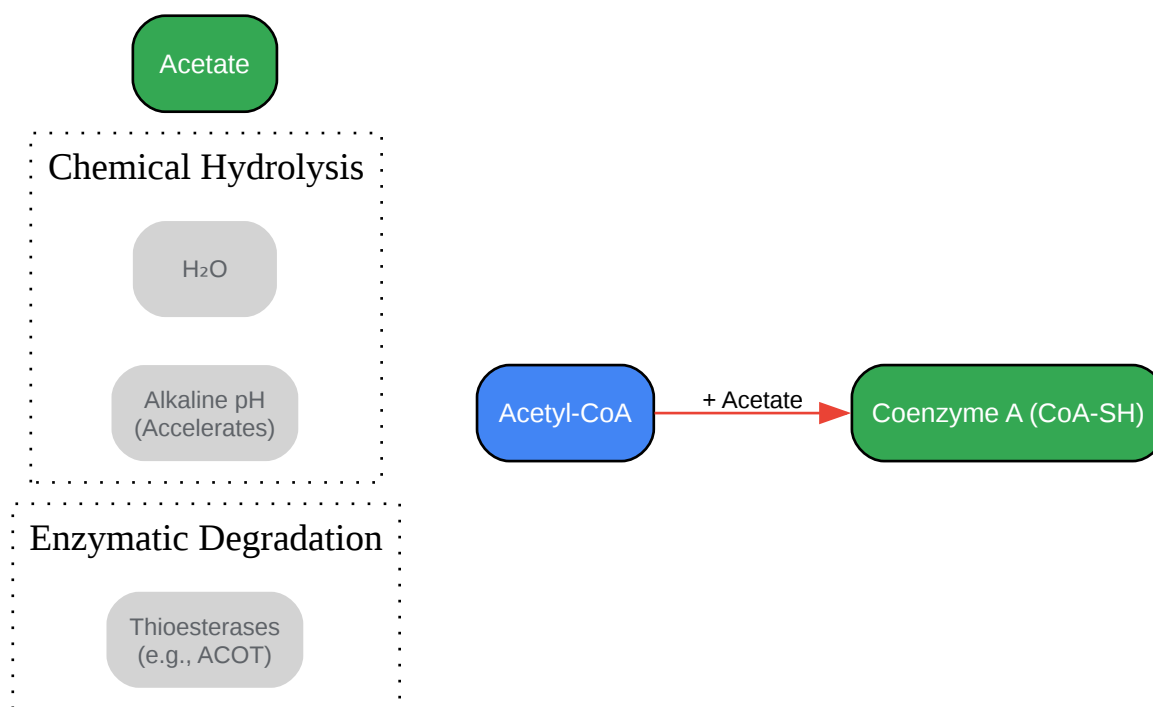 Acetate
Chemical Hydrolysis
H₂O
Alkaline pH
(Accelerates)
Acetyl-CoA
+ Acetate
Coenzyme A (CoA-SH)
Enzymatic Degradation
Thioesterases
(e.g., ACOT)